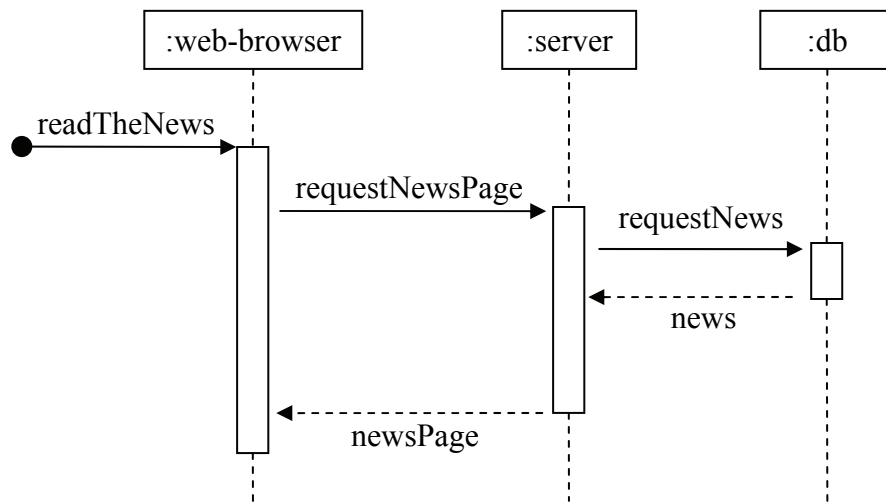 :web-browser
:server
:db
readTheNews
requestNewsPage
requestNews
news
newsPage